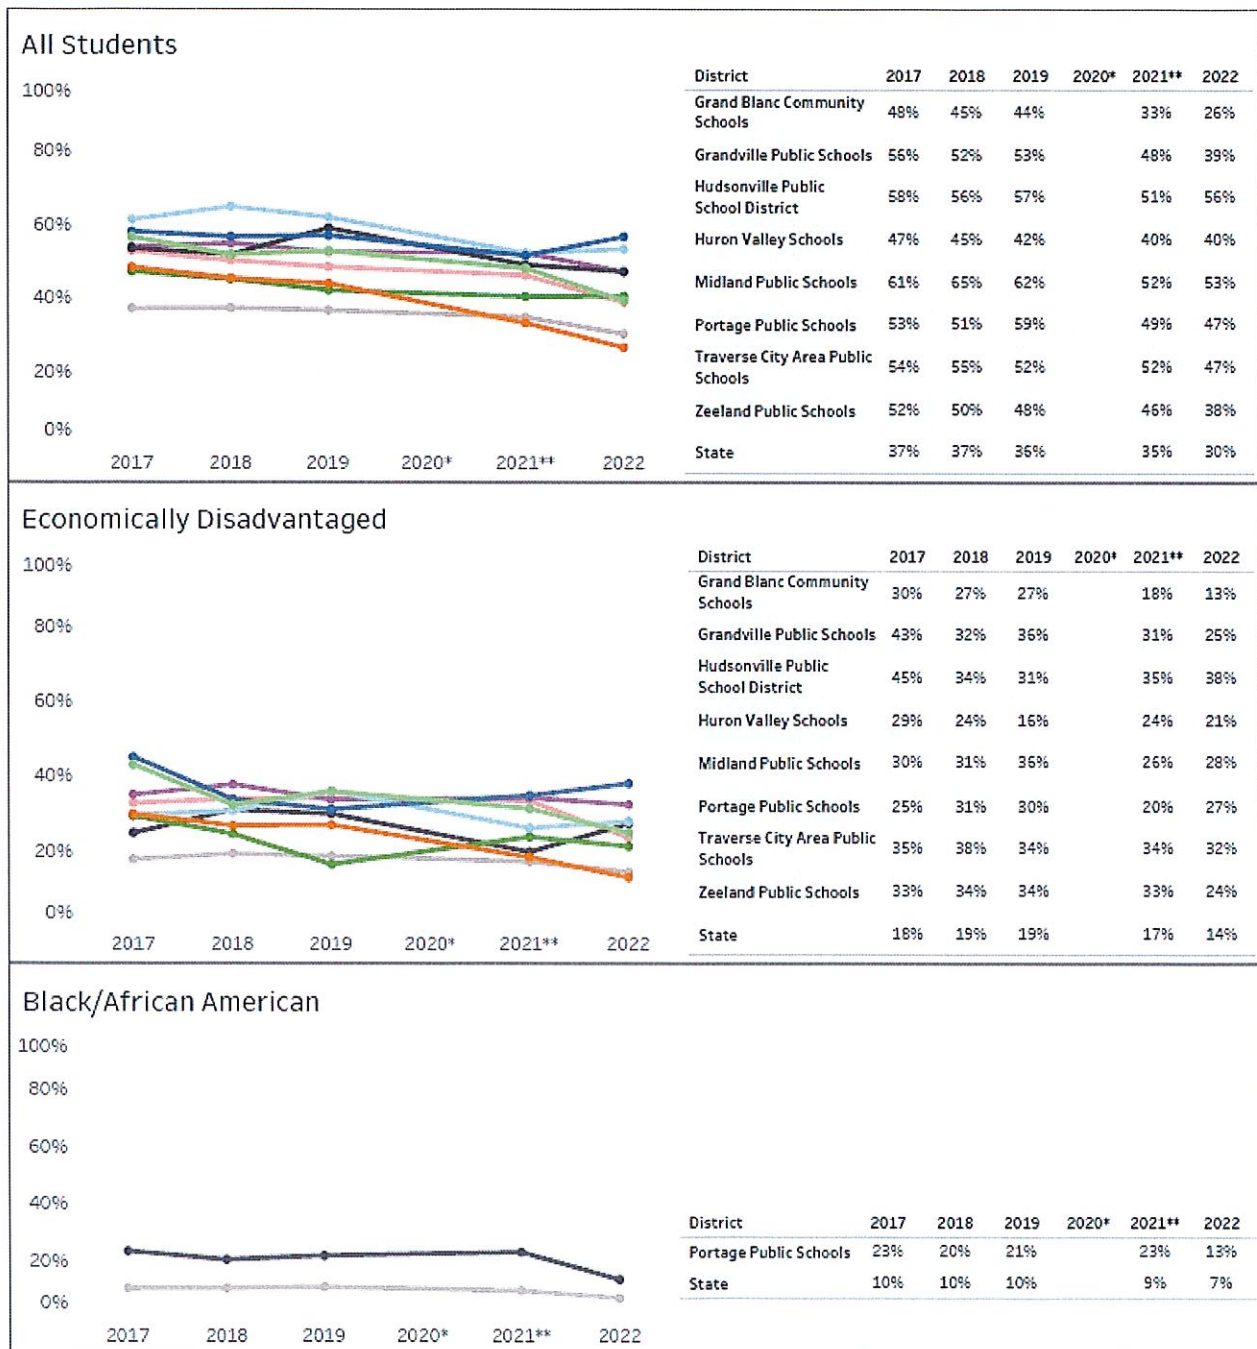 All Students
100%
80%
60%
40%
20%
0%
2017 2018 2019 2020* 2021** 2022
District 2017 2018 2019 2020* 2021** 2022
Grand Blanc Community
Schools 48% 45% 44% 33% 26%
Grandville Public Schools 56% 52% 53% 48% 39%
Hudsonville Public
School District 58% 56% 57% 51% 56%
Huron Valley Schools 47% 45% 42% 40% 40%
Midland Public Schools 61% 65% 62% 52% 53%
Portage Public Schools 53% 51% 59% 49% 47%
Traverse City Area Public
Schools 54% 55% 52% 52% 47%
Zeeland Public Schools 52% 50% 48% 46% 38%
State 37% 37% 36% 35% 30%
Economically Disadvantaged
100%
80%
60%
40%
20%
0%
2017 2018 2019 2020* 2021** 2022
District 2017 2018 2019 2020* 2021** 2022
Grand Blanc Community
Schools 30% 27% 27% 18% 13%
Grandville Public Schools 43% 32% 36% 31% 25%
Hudsonville Public
School District 45% 34% 31% 35% 38%
Huron Valley Schools 29% 24% 16% 24% 21%
Midland Public Schools 30% 31% 36% 26% 28%
Portage Public Schools 25% 31% 30% 20% 27%
Traverse City Area Public
Schools 35% 38% 34% 34% 32%
Zeeland Public Schools 33% 34% 34% 33% 24%
State 18% 19% 19% 17% 14%
Black/African American
100%
80%
60%
40%
20%
0%
2017 2018 2019 2020* 2021** 2022
District 2017 2018 2019 2020* 2021** 2022
Portage Public Schools 23% 20% 21% 23% 13%
State 10% 10% 10% 9% 7%